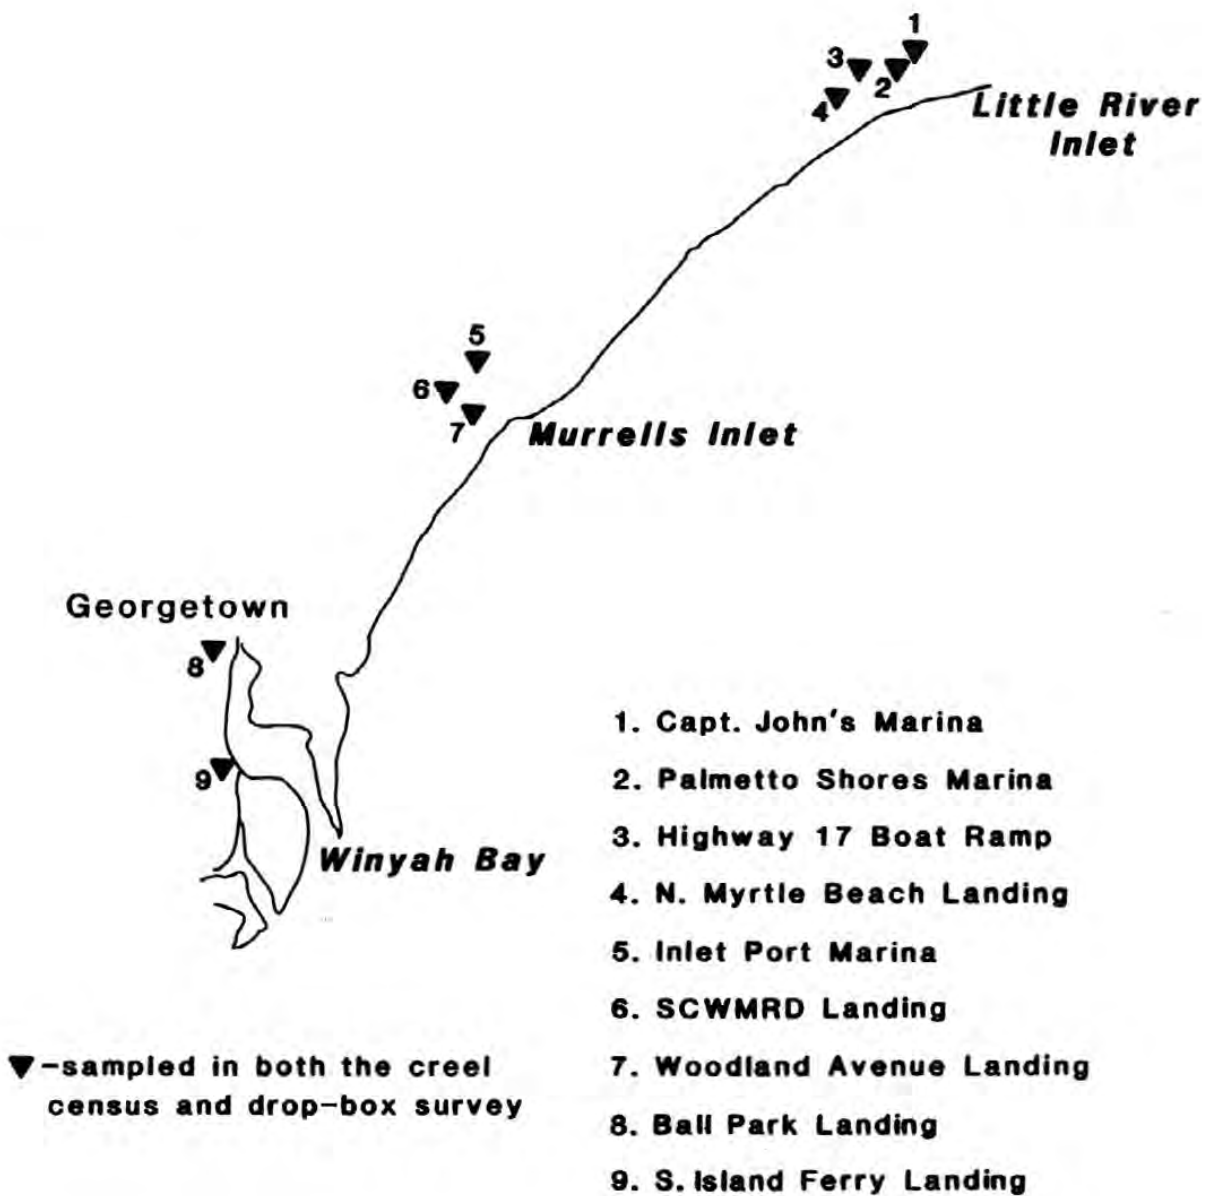 1
3
2
4
Little River
Inlet
5
6
7
Murrells Inlet
Georgetown
8
9
Winyah Bay
1. Capt. John's Marina
2. Palmetto Shores Marina
3. Highway 17 Boat Ramp
4. N. Myrtle Beach Landing
5. Inlet Port Marina
6. SCWMRD Landing
7. Woodland Avenue Landing
8. Ball Park Landing
9. S. Island Ferry Landing
▼-sampled in both the creel
census and drop-box survey